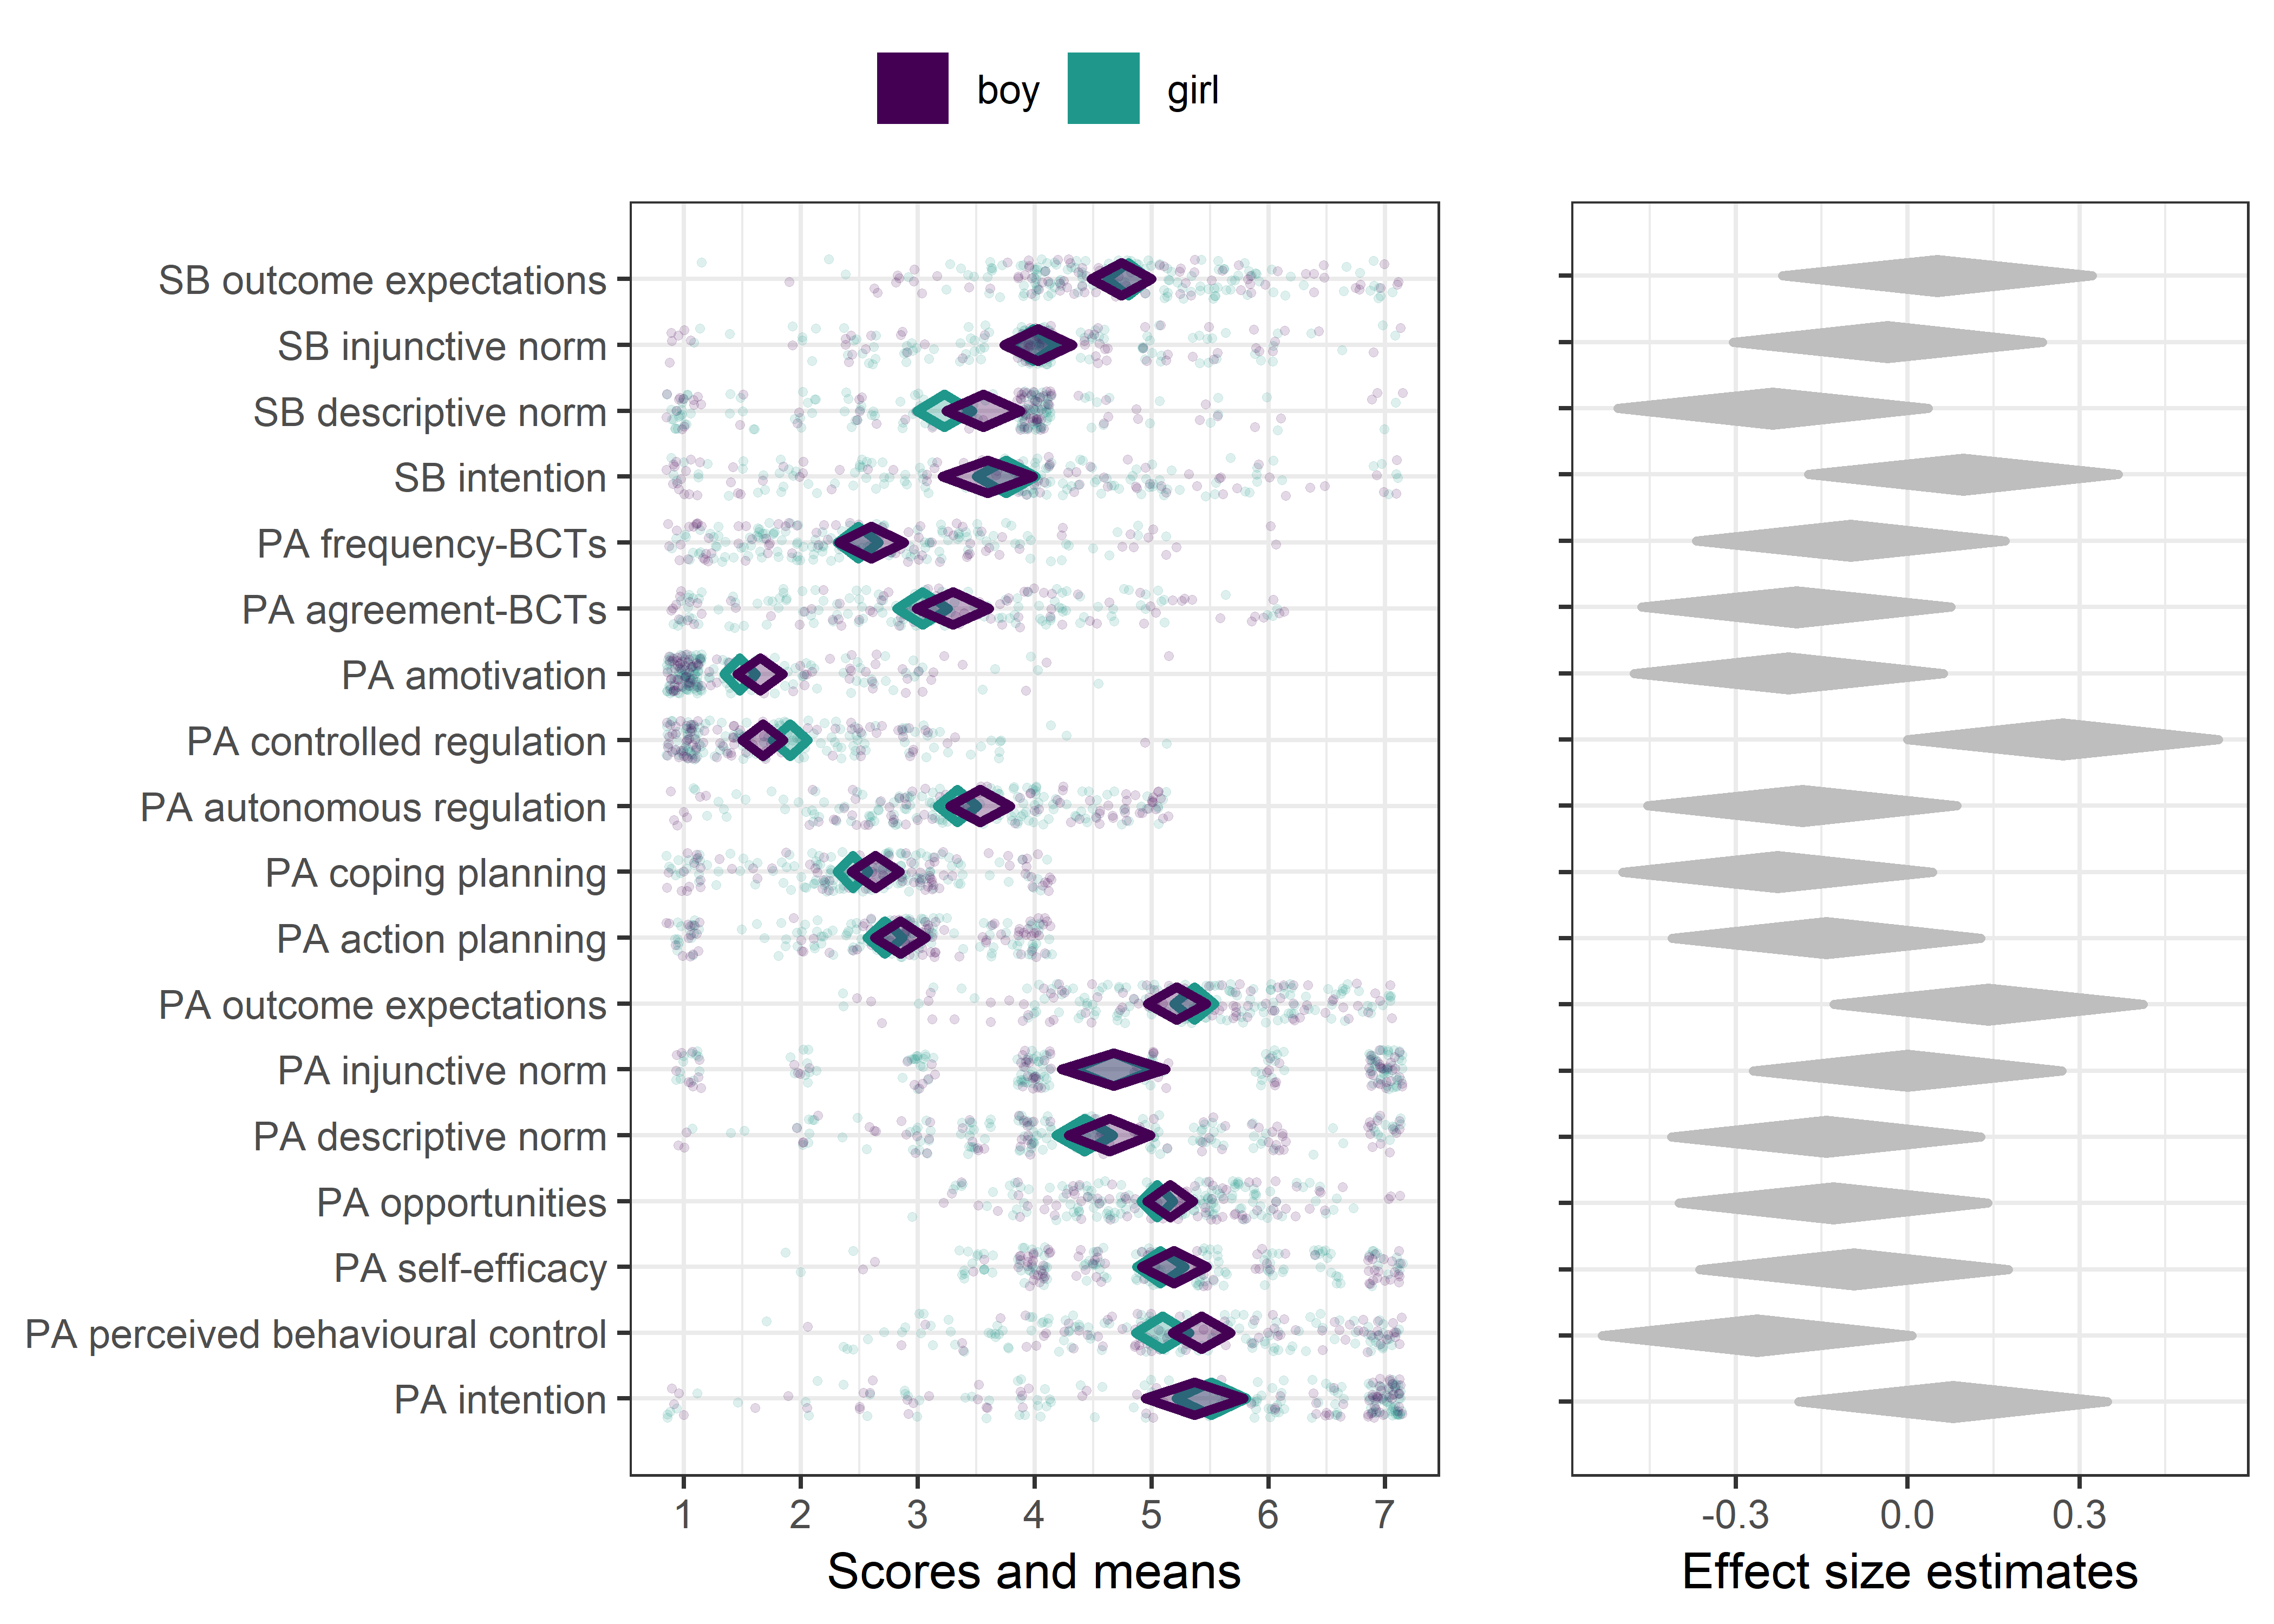 boy girl
SB outcome expectations
SB injunctive norm
SB descriptive norm
SB intention
PA frequency-BCTs
PA agreement-BCTs
PA amotivation
PA controlled regulation
PA autonomous regulation
PA coping planning
PA action planning
PA outcome expectations
PA injunctive norm
PA descriptive norm
PA opportunities
PA self-efficacy
PA perceived behavioural control
PA intention
1 2 3 4 5 6 7
-0.3 0.0 0.3
Scores and means
Effect size estimates